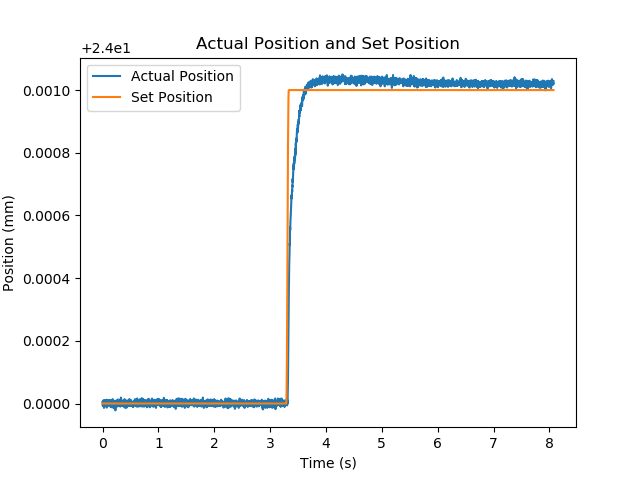 Actual Position and Set Position
+2.4e1
Actual Position
Set Position
0.0010
0.0008
0.0006
0.0004
0.0002
0.0000
Position (mm)
0 1 2 3 4 5 6 7 8
Time (s)